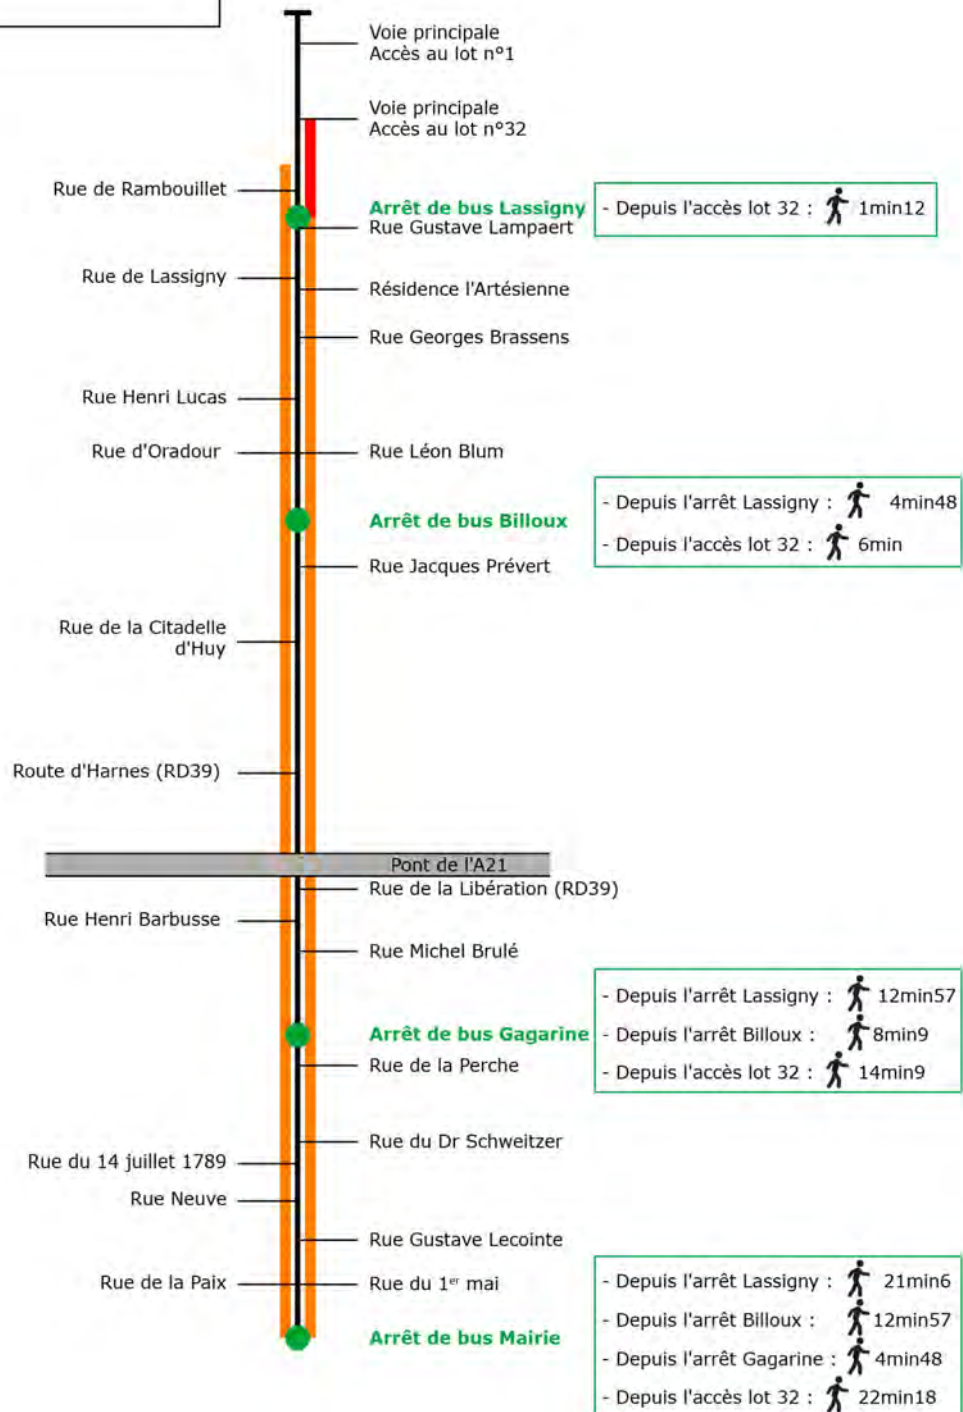 Voie principale
Accès au lot n°1
Voie principale
Accès au lot n°32
Rue de Rambouillet
Arrêt de bus Lassigny
- Depuis l'accès lot 32 : 1min12
Rue Gustave Lampaert
Rue de Lassigny
Résidence l'Artésienne
Rue Georges Brassens
Rue Henri Lucas
Rue d'Oradour
Rue Léon Blum
Arrêt de bus Billoux
- Depuis l'arrêt Lassigny : 4min48
- Depuis l'accès lot 32 : 6min
Rue Jacques Prévert
Rue de la Citadelle
d'Huy
Route d'Harnes (RD39)
Pont de l'A21
Rue de la Libération (RD39)
Rue Henri Barbusse
Rue Michel Brulé
Arrêt de bus Gagarine
- Depuis l'arrêt Lassigny : 12min57
- Depuis l'arrêt Billoux : 8min9
- Depuis l'accès lot 32 : 14min9
Rue de la Perche
Rue du Dr Schweitzer
Rue du 14 juillet 1789
Rue Neuve
Rue Gustave Lecointe
Rue de la Paix
Rue du 1er mai
Arrêt de bus Mairie
- Depuis l'arrêt Lassigny : 21min6
- Depuis l'arrêt Billoux : 12min57
- Depuis l'arrêt Gagarine : 4min48
- Depuis l'accès lot 32 : 22min18